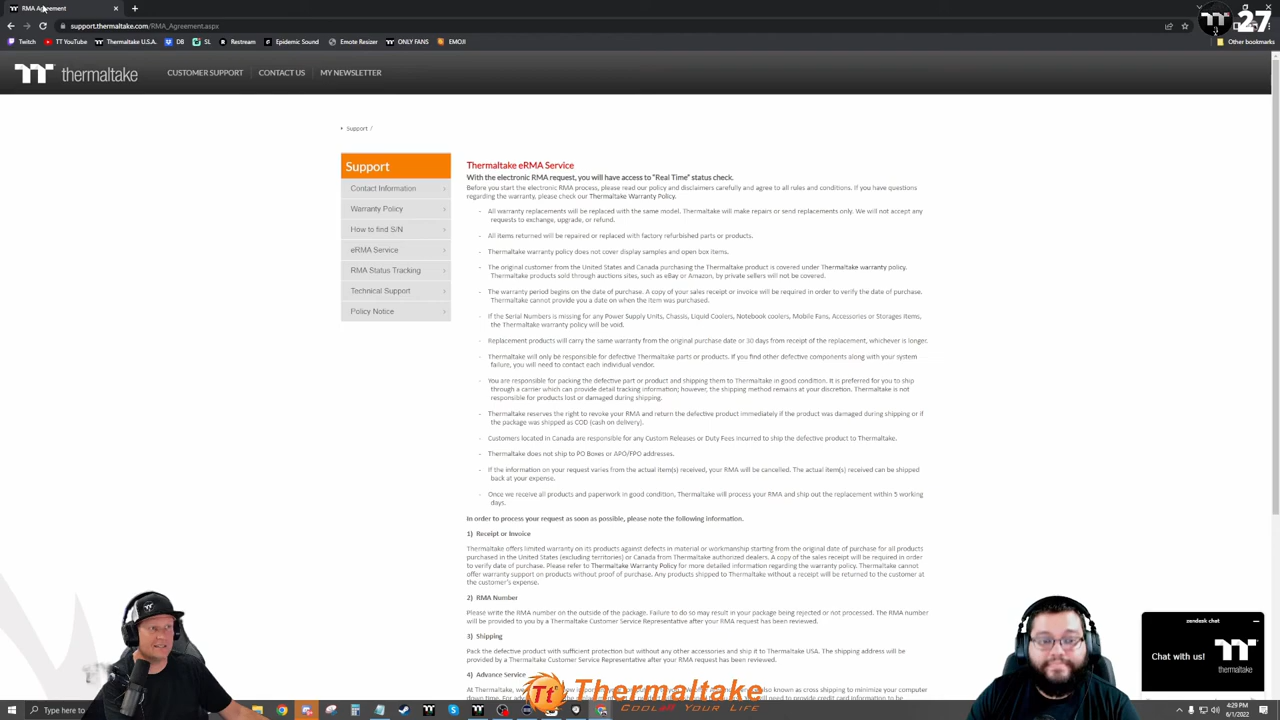 RMA Agreement
27
support.thermaltake.com/RMA_Agreement.aspx
Twitch TT YouTube Thermaltake U.S.A. DB SL Restream Epidemic Sound Emote Resizer ONLY FANS EMOJI Other bookmarks
thermaltake CUSTOMER SUPPORT CONTACT US MY NEWSLETTER
Support /
Support
Contact Information
Warranty Policy
How to find S/N
eRMA Service
RMA Status Tracking
Technical Support
Policy Notice
Thermaltake eRMA Service
With the electronic RMA request, you will have access to "Real Time" status check.
Before you start the electronic RMA process, please read our policy and disclaimers carefully and agree to all rules and conditions. If you have questions
regarding the warranty, please check our Thermaltake Warranty Policy.
- All warranty replacements will be replaced with the same model. Thermaltake will make repairs or send replacements only. We will not accept any
requests to exchange, upgrade, or refund.
- All items returned will be repaired or replaced with factory refurbished parts or products.
- Thermaltake warranty policy does not cover display samples and open box items.
- The original customer from the United States and Canada purchasing the Thermaltake product is covered under Thermaltake warranty policy.
Thermaltake products sold through auctions sites, such as eBay or Amazon, by private sellers will not be covered.
- The warranty period begins on the date of purchase. A copy of your sales receipt or invoice will be required in order to verify the date of purchase.
Thermaltake cannot provide you a date on when the item was purchased.
- If the Serial Numbers is missing for any Power Supply Units, Chassis, Liquid Coolers, Notebook coolers, Mobile Fans, Accessories or Storages items,
the Thermaltake warranty policy will be void.
- Replacement products will carry the same warranty from the original purchase date or 30 days from receipt of the replacement, whichever is longer.
- Thermaltake will only be responsible for defective Thermaltake parts or products. If you find other defective components along with your system
failure, you will need to contact each individual vendor.
- You are responsible for packing the defective part or product and shipping them to Thermaltake in good condition. It is preferred for you to ship
through a carrier which can provide detail tracking information; however, the shipping method remains at your discretion. Thermaltake is not
responsible for products lost or damaged during shipping.
- Thermaltake reserves the right to revoke your RMA and return the defective product immediately if the product was damaged during shipping or if
the package was shipped as COD (cash on delivery).
- Customers located in Canada are responsible for any Custom Releases or Duty Fees incurred to ship the defective product to Thermaltake.
- Thermaltake does not ship to PO Boxes or APO/FPO addresses.
- If the information on your request varies from the actual item(s) received, your RMA will be cancelled. The actual item(s) received can be shipped
back at your expense.
- Once we receive all products and paperwork in good condition, Thermaltake will process your RMA and ship out the replacement within 5 working
days.
In order to process your request as soon as possible, please note the following information.
1) Receipt or Invoice
Thermaltake offers limited warranty on its products against defects in material or workmanship starting from the original date of purchase for all products
purchased in the United States (excluding territories) or Canada from Thermaltake authorized dealers. A copy of the sales receipt will be required in order
to verify date of purchase. Please refer to Thermaltake Warranty Policy for more detailed information regarding the warranty policy. Thermaltake cannot
offer warranty support on products without proof of purchase. Any products shipped to Thermaltake without a receipt will be returned to the customer at
the customer's expense.
2) RMA Number
Please write the RMA number on the outside of the package. Failure to do so may result in your package being rejected or not processed. The RMA number
will be provided to you by a Thermaltake Customer Service Representative after your RMA request has been reviewed.
3) Shipping
Pack the defective product with sufficient protection but without any other accessories and ship it to Thermaltake USA. The shipping address will be
provided by a Thermaltake Customer Service Representative after your RMA request has been reviewed.
4) Advance Service
At Thermaltake, we also known as cross shipping to minimize your computer
down time. For need to provide credit card information to be
zendesk chat
Chat with us!
thermaltake
Thermaltake
COOL ALL YOUR LIFE
Type here to
4:29 PM
6/1/2022